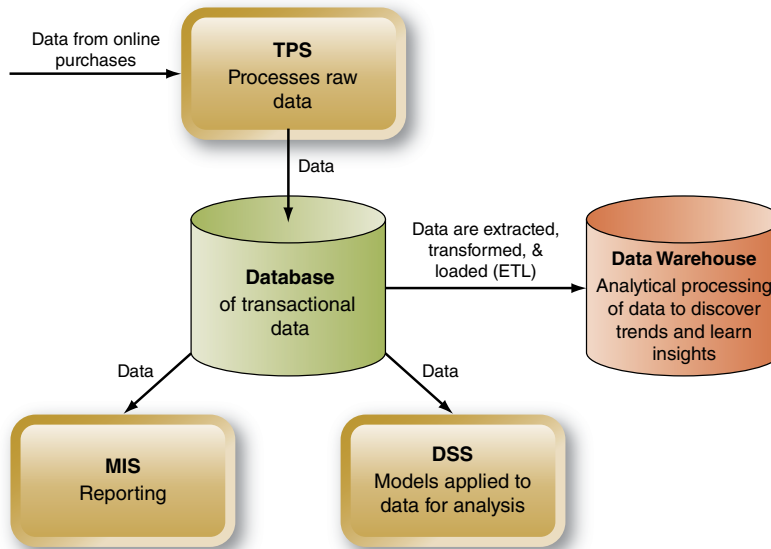 Data from online
purchases
TPS
Processes raw
data
Data
Database
of transactional
data
Data are extracted,
transformed, &
loaded (ETL)
Data Warehouse
Analytical processing
of data to discover
trends and learn
insights
Data
Data
MIS
Reporting
DSS
Models applied to
data for analysis